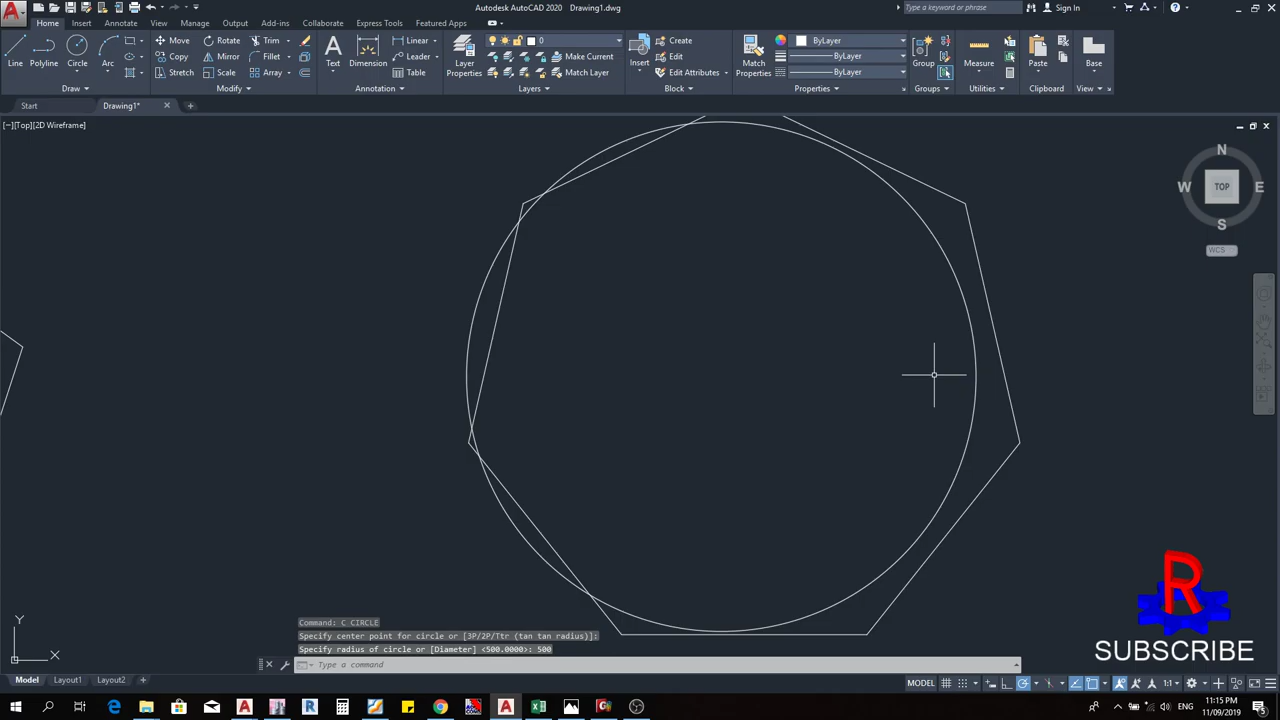 Autodesk AutoCAD 2020 Drawing1.dwg
Type a keyword or phrase
Sign In
Home Insert Annotate View Manage Output Add-ins Collaborate Express Tools Featured Apps
Line
Polyline
Circle
Arc
Move
Copy
Stretch
Rotate
Mirror
Scale
Trim
Fillet
Array
Text
Dimension
Linear
Leader
Table
Layer
Properties
0
Make Current
Match Layer
Insert
Create
Edit
Edit Attributes
Match
Properties
ByLayer
ByLayer
ByLayer
Group
Measure
Paste
Base
Draw
Modify
Annotation
Layers
Block
Properties
Groups
Utilities
Clipboard
View
Start
Drawing1*
[−][Top][2D Wireframe]
N
W TOP E
S
WCS
Y
X
Command: C CIRCLE
Specify center point for circle or [3P/2P/Ttr (tan tan radius)]:
Specify radius of circle or [Diameter] <500.0000>: 500
Type a command
R
SUBSCRIBE
Model Layout1 Layout2
MODEL
1:1
ENG
11:15 PM
11/09/2019